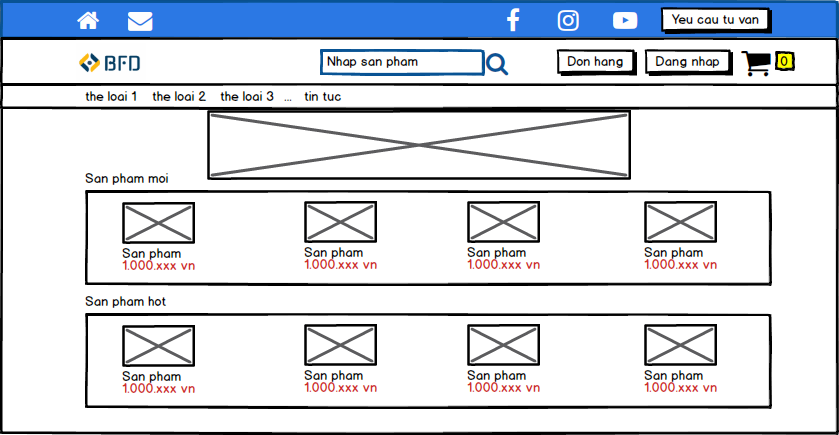 Yeu cau tu van
BFD
Nhap san pham
Don hang
Dang nhap
0
the loai 1 the loai 2 the loai 3 ... tin tuc
San pham moi
San pham San pham San pham San pham
1.000.xxx vn 1.000.xxx vn 1.000.xxx vn 1.000.xxx vn
San pham hot
San pham San pham San pham San pham
1.000.xxx vn 1.000.xxx vn 1.000.xxx vn 1.000.xxx vn